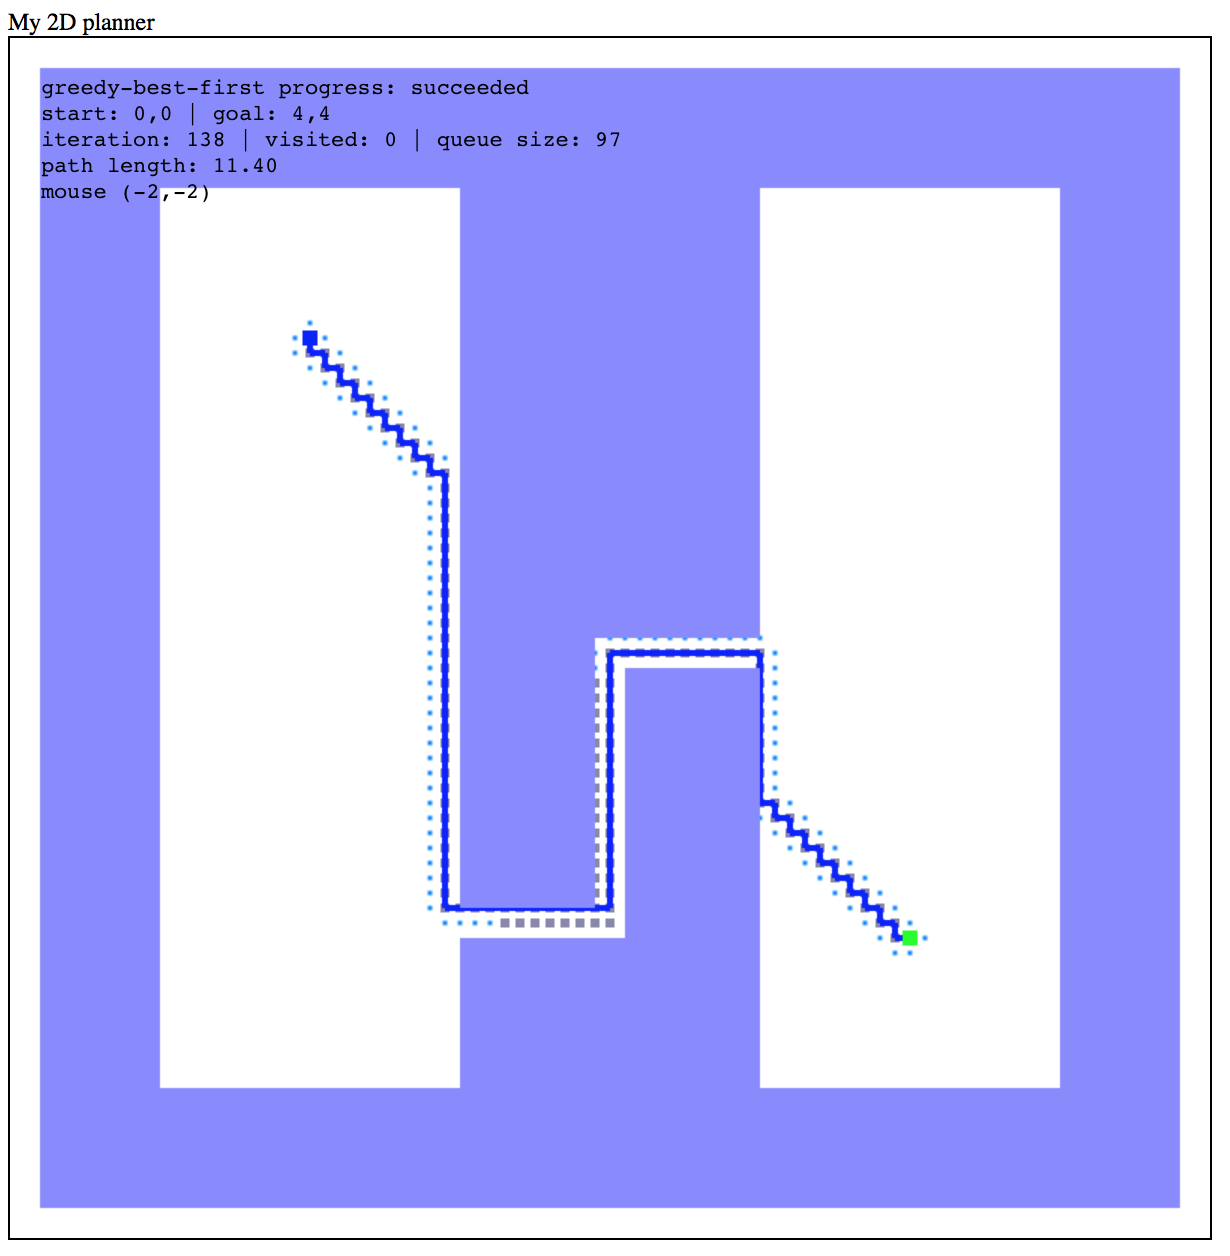 My 2D planner
greedy-best-first progress: succeeded
start: 0,0 | goal: 4,4
iteration: 138 | visited: 0 | queue size: 97
path length: 11.40
mouse (-2,-2)